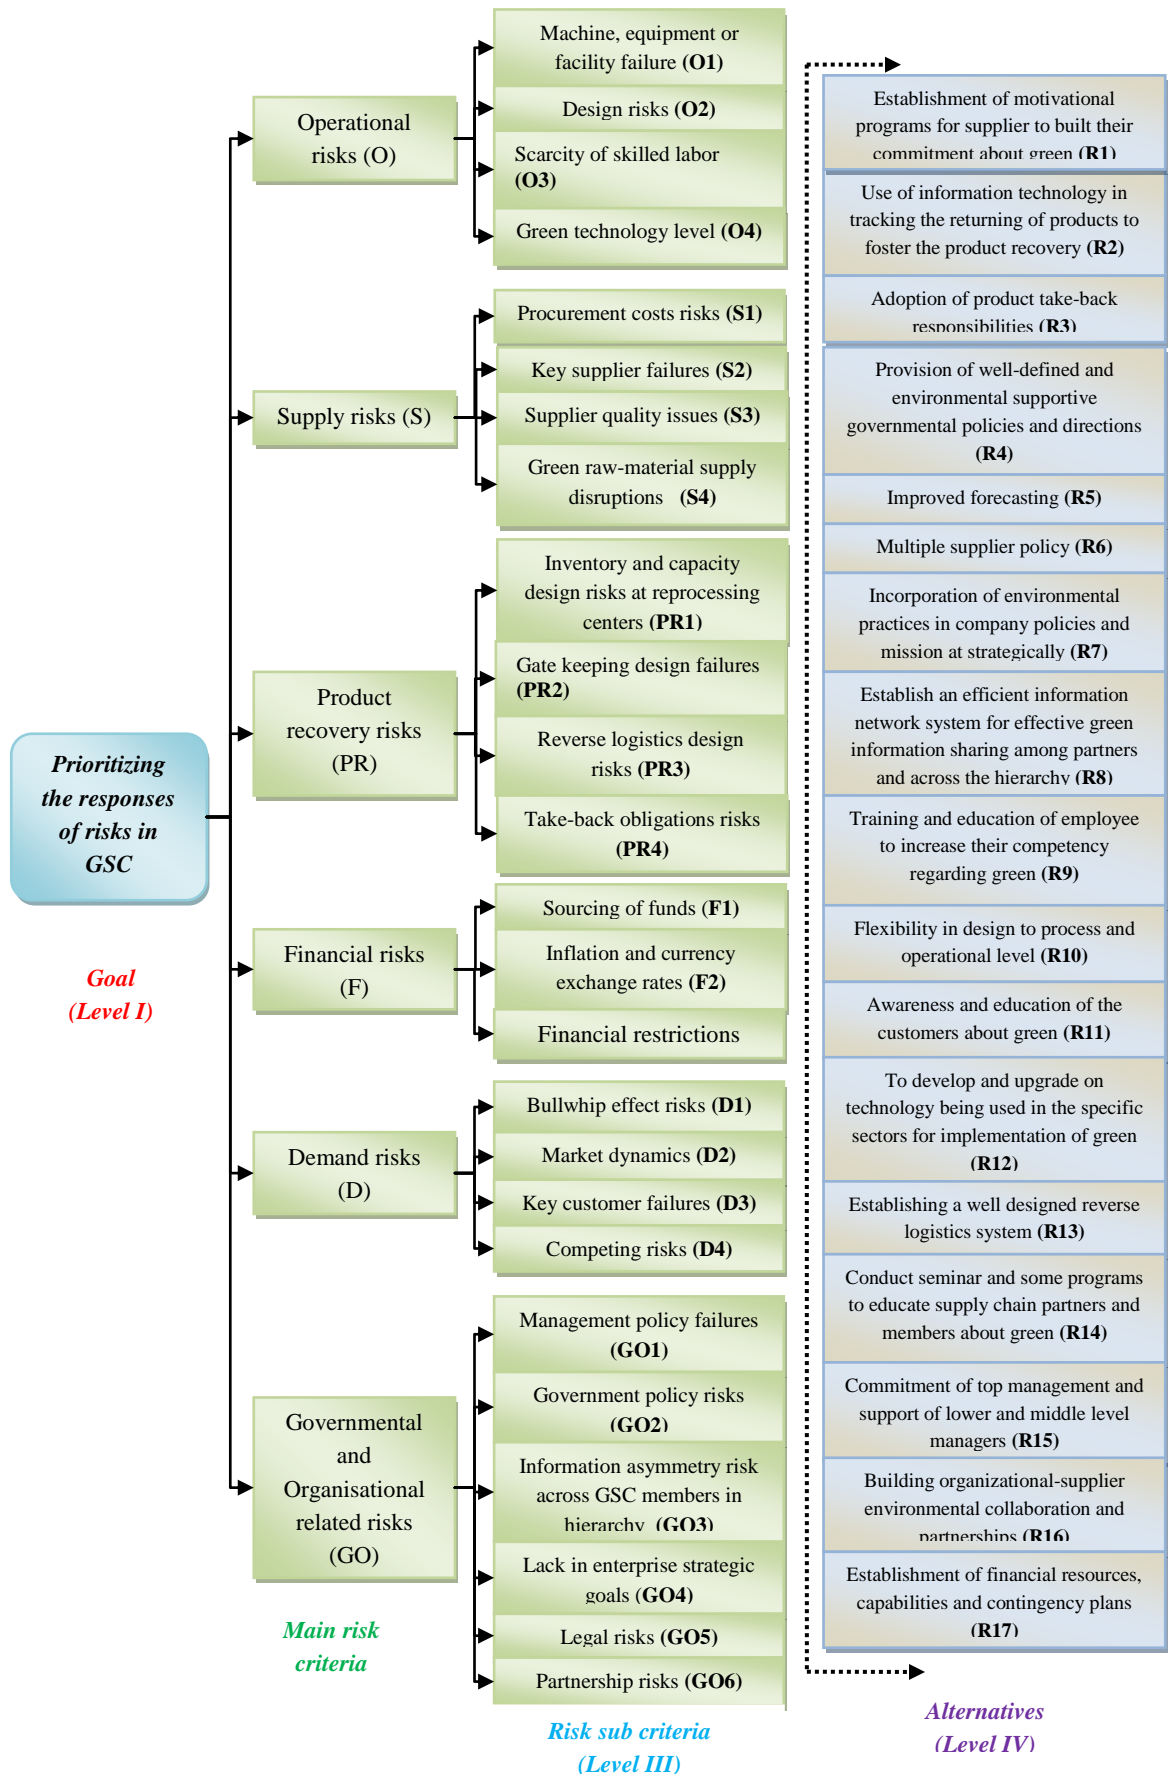 Prioritizing
the responses
of risks in
GSC
Goal
(Level I)
Operational
risks (O)
Supply risks (S)
Product
recovery risks
(PR)
Financial risks
(F)
Demand risks
(D)
Governmental
and
Organisational
related risks
(GO)
Main risk
criteria
Machine, equipment or
facility failure (O1)
Design risks (O2)
Scarcity of skilled labor
(O3)
Green technology level (O4)
Procurement costs risks (S1)
Key supplier failures (S2)
Supplier quality issues (S3)
Green raw-material supply
disruptions (S4)
Inventory and capacity
design risks at reprocessing
centers (PR1)
Gate keeping design failures
(PR2)
Reverse logistics design
risks (PR3)
Take-back obligations risks
(PR4)
Sourcing of funds (F1)
Inflation and currency
exchange rates (F2)
Financial restrictions
Bullwhip effect risks (D1)
Market dynamics (D2)
Key customer failures (D3)
Competing risks (D4)
Management policy failures
(GO1)
Government policy risks
(GO2)
Information asymmetry risk
across GSC members in
hierarchy (GO3)
Lack in enterprise strategic
goals (GO4)
Legal risks (GO5)
Partnership risks (GO6)
Risk sub criteria
(Level III)
Establishment of motivational
programs for supplier to built their
commitment about green (R1)
Use of information technology in
tracking the returning of products to
foster the product recovery (R2)
Adoption of product take-back
responsibilities (R3)
Provision of well-defined and
environmental supportive
governmental policies and directions
(R4)
Improved forecasting (R5)
Multiple supplier policy (R6)
Incorporation of environmental
practices in company policies and
mission at strategically (R7)
Establish an efficient information
network system for effective green
information sharing among partners
and across the hierarchy (R8)
Training and education of employee
to increase their competency
regarding green (R9)
Flexibility in design to process and
operational level (R10)
Awareness and education of the
customers about green (R11)
To develop and upgrade on
technology being used in the specific
sectors for implementation of green
(R12)
Establishing a well designed reverse
logistics system (R13)
Conduct seminar and some programs
to educate supply chain partners and
members about green (R14)
Commitment of top management and
support of lower and middle level
managers (R15)
Building organizational-supplier
environmental collaboration and
partnerships (R16)
Establishment of financial resources,
capabilities and contingency plans
(R17)
Alternatives
(Level IV)